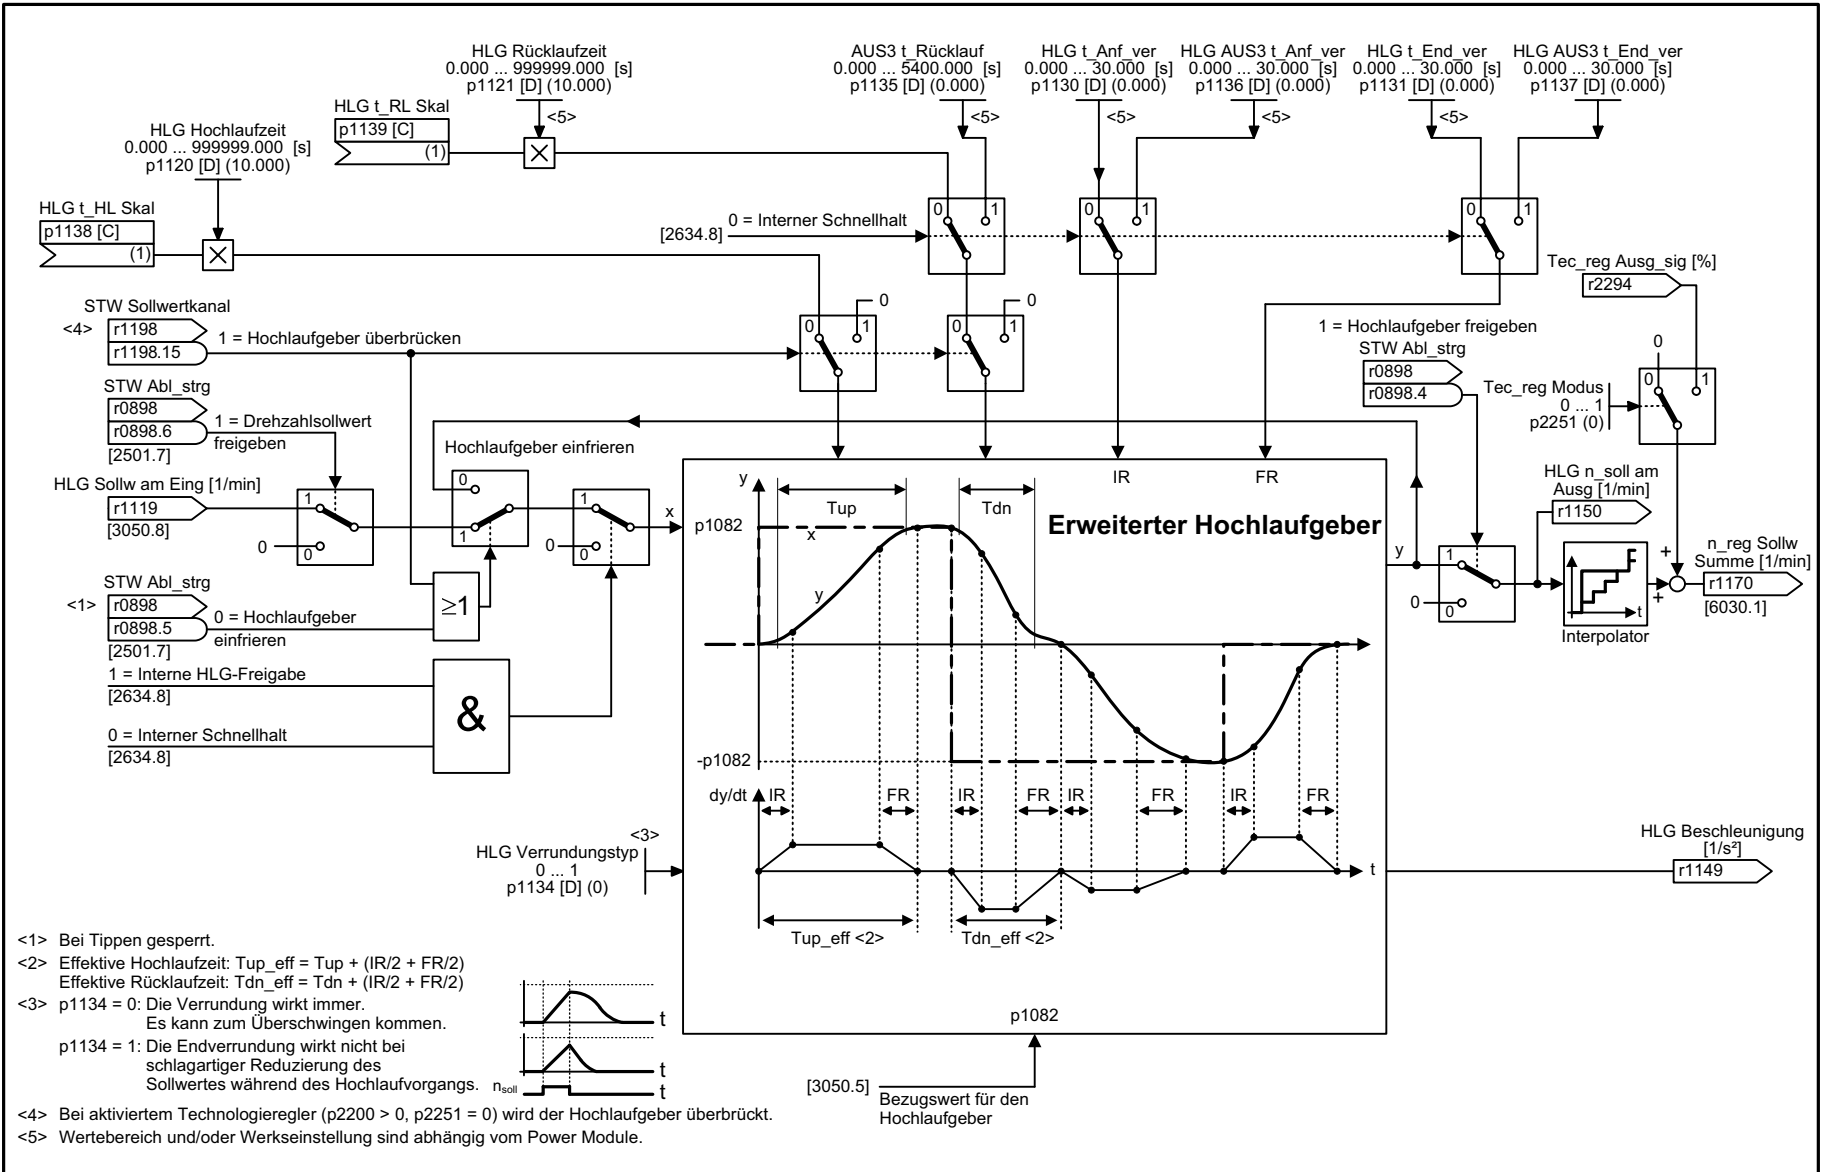 HLG Rücklaufzeit
0.000 ... 999999.000 [s]
p1121 [D] (10.000)
<5>
AUS3 t_Rücklauf
0.000 ... 5400.000 [s]
p1135 [D] (0.000)
<5>
HLG t_Anf_ver
0.000 ... 30.000 [s]
p1130 [D] (0.000)
<5>
HLG AUS3 t_Anf_ver
0.000 ... 30.000 [s]
p1136 [D] (0.000)
<5>
HLG t_End_ver
0.000 ... 30.000 [s]
p1131 [D] (0.000)
<5>
HLG AUS3 t_End_ver
0.000 ... 30.000 [s]
p1137 [D] (0.000)
HLG t_RL Skal
p1139 [C]
(1)
HLG Hochlaufzeit
0.000 ... 999999.000 [s]
p1120 [D] (10.000)
HLG t_HL Skal
p1138 [C]
(1)
0 = Interner Schnellhalt
[2634.8]
0 1
0 1
0 1
Tec_reg Ausg_sig [%]
r2294
STW Sollwertkanal
<4> r1198
r1198.15
1 = Hochlaufgeber überbrücken
0
0 1
0
0 1
1 = Hochlaufgeber freigeben
STW Abl_strg
r0898
r0898.4
0
0 1
Tec_reg Modus
0 ... 1
p2251 (0)
STW Abl_strg
r0898
r0898.6
[2501.7]
1 = Drehzahlsollwert
freigeben
Hochlaufgeber einfrieren
HLG Sollw am Eing [1/min]
r1119
[3050.8]
1
0
0
0
1
1
0
0
x
STW Abl_strg
<1> r0898
r0898.5
[2501.7]
0 = Hochlaufgeber
einfrieren
≥1
1 = Interne HLG-Freigabe
[2634.8]
0 = Interner Schnellhalt
[2634.8]
&
IR
FR
y
Tup
Tdn
p1082
x
Erweiterter Hochlaufgeber
y
-p1082
dy/dt
IR FR IR FR IR FR IR FR
t
Tup_eff <2>
Tdn_eff <2>
p1082
y
1
0
0
HLG n_soll am
Ausg [1/min]
r1150
t
Interpolator
+
+
n_reg Sollw
Summe [1/min]
r1170
[6030.1]
<3>
HLG Verrundungstyp
0 ... 1
p1134 [D] (0)
HLG Beschleunigung
[1/s²]
r1149
[3050.5]
Bezugswert für den
Hochlaufgeber
<1> Bei Tippen gesperrt.
<2> Effektive Hochlaufzeit: Tup_eff = Tup + (IR/2 + FR/2)
Effektive Rücklaufzeit: Tdn_eff = Tdn + (IR/2 + FR/2)
<3> p1134 = 0: Die Verrundung wirkt immer.
Es kann zum Überschwingen kommen.
t
p1134 = 1: Die Endverrundung wirkt nicht bei
schlagartiger Reduzierung des
Sollwertes während des Hochlaufvorgangs.
t
nsoll
t
<4> Bei aktiviertem Technologieregler (p2200 > 0, p2251 = 0) wird der Hochlaufgeber überbrückt.
<5> Wertebereich und/oder Werkseinstellung sind abhängig vom Power Module.